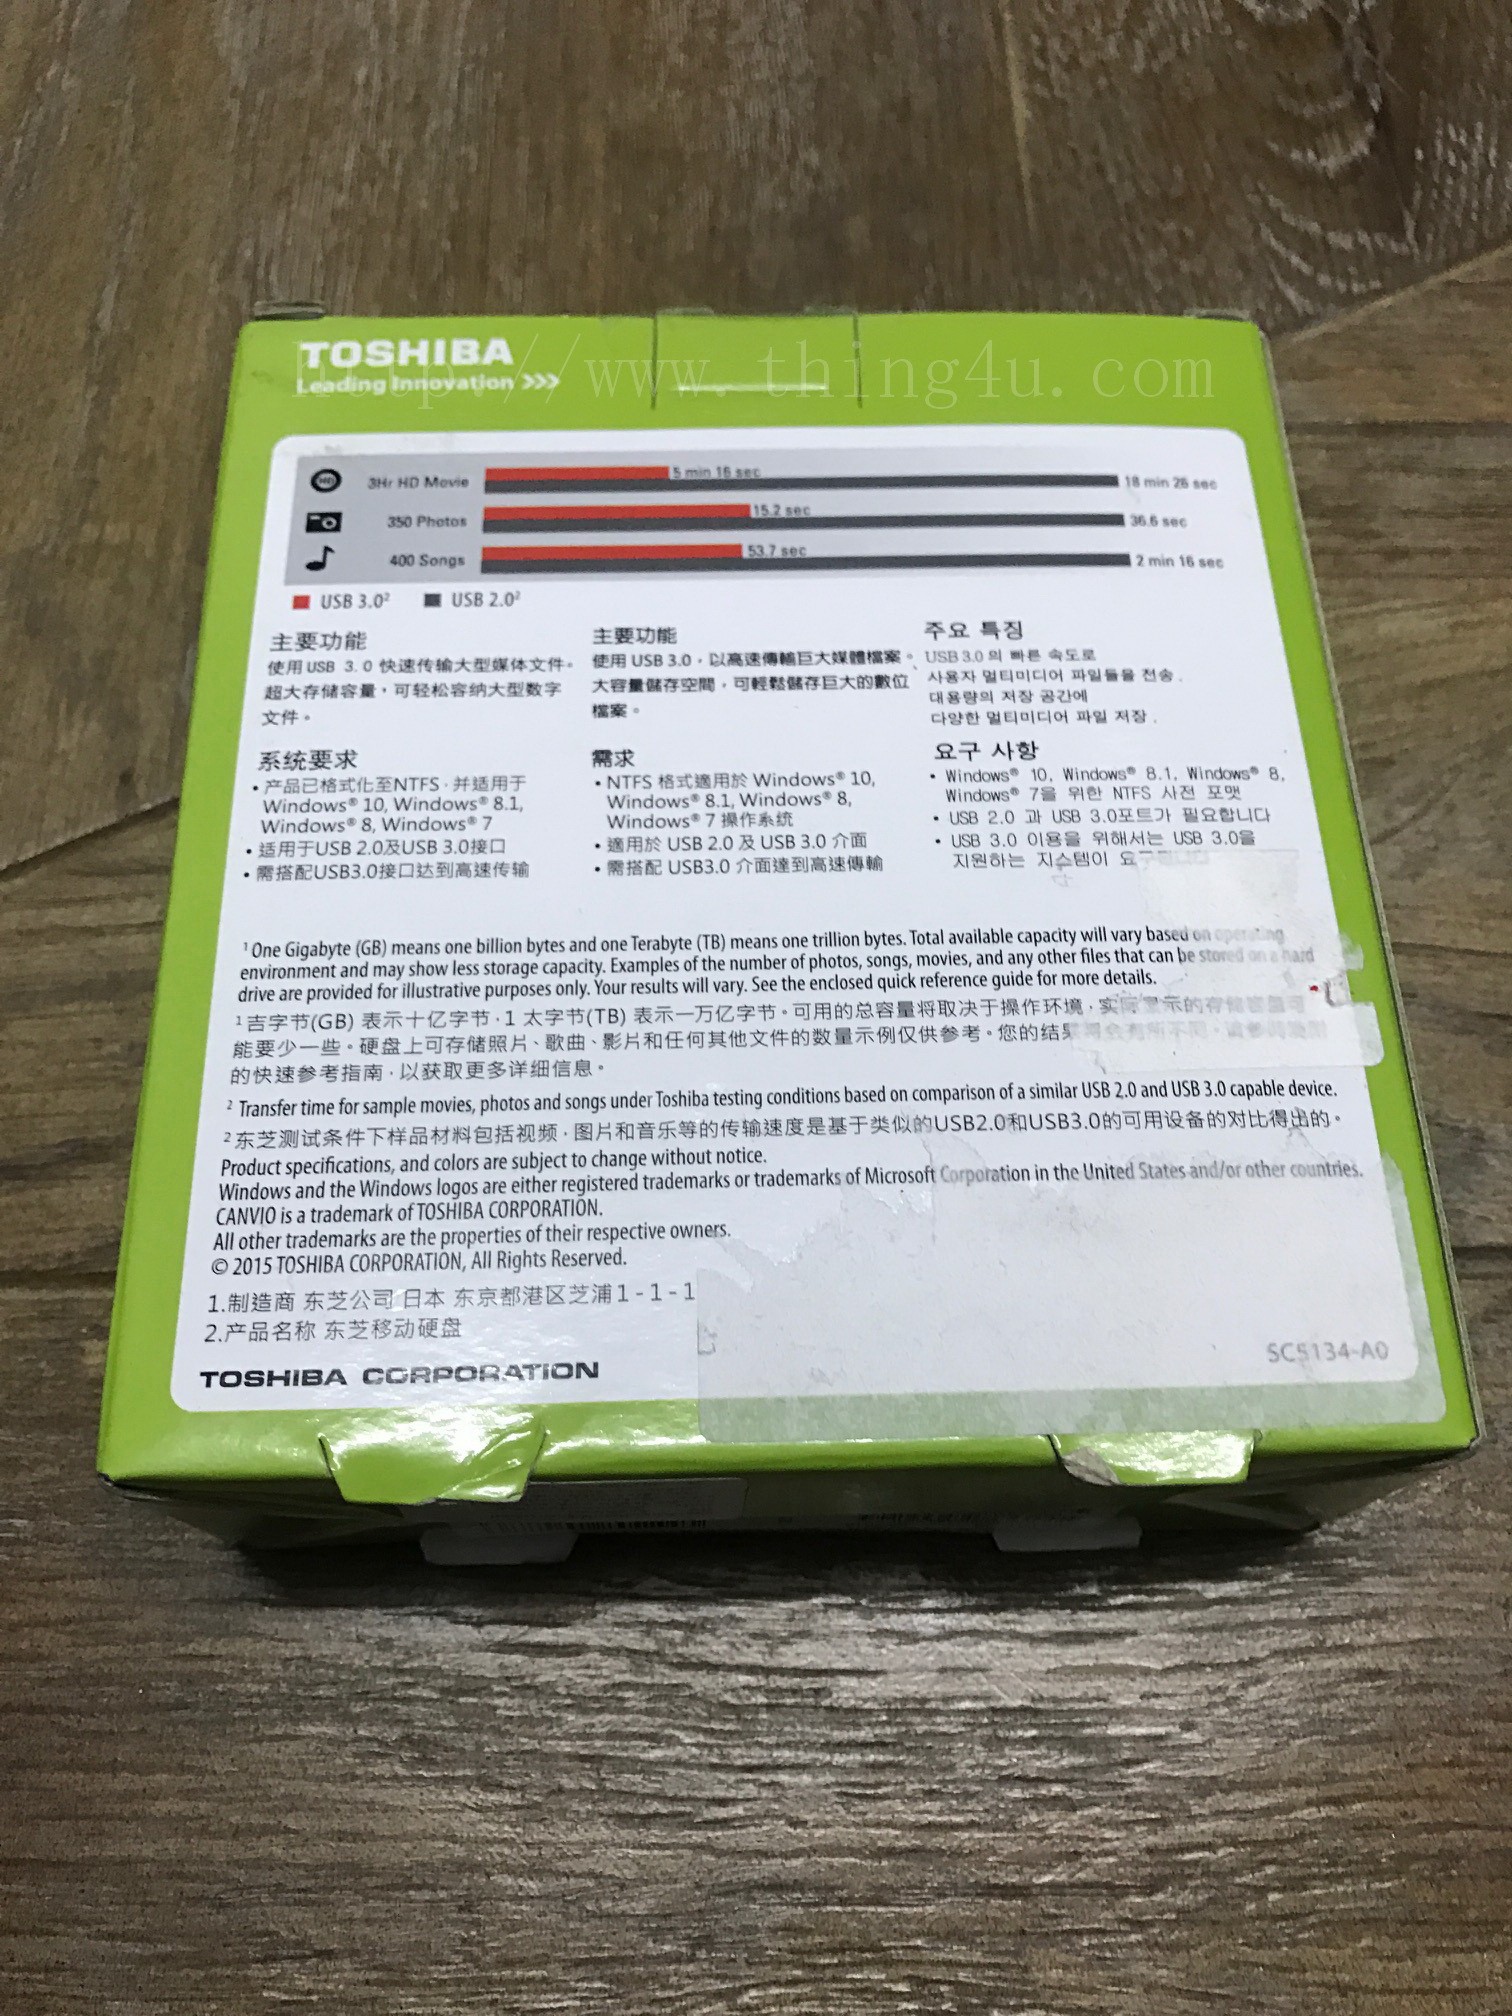 TOSHIBA
Leading Innovation >>>
http://www.thing4u.com
3Hr HD Movie
5 min 16 sec
18 min 26 sec
350 Photos
15.2 sec
36.6 sec
400 Songs
53.7 sec
2 min 16 sec
USB 3.0²
USB 2.0²
主要功能
使用 USB 3.0 快速传输大型媒体文件。
超大存储容量，可轻松容纳大型数字
文件。
系统要求
• 产品已格式化至NTFS，并适用于
Windows® 10, Windows® 8.1,
Windows® 8, Windows® 7
• 适用于USB 2.0及USB 3.0接口
• 需搭配USB3.0接口达到高速传输
主要功能
使用 USB 3.0，以高速傳輸巨大媒體檔案。
大容量儲存空間，可輕鬆儲存巨大的數位
檔案。
需求
• NTFS 格式適用於 Windows® 10,
Windows® 8.1, Windows® 8,
Windows® 7 操作系統
• 適用於 USB 2.0 及 USB 3.0 介面
• 需搭配 USB3.0 介面達到高速傳輸
주요 특징
USB 3.0 의 빠른 속도로
사용자 멀티미디어 파일들을 전송 .
대용량의 저장 공간에
다양한 멀티미디어 파일 저장 .
요구 사항
• Windows® 10, Windows® 8.1, Windows® 8,
Windows® 7을 위한 NTFS 사전 포맷
• USB 2.0 과 USB 3.0포트가 필요합니다
• USB 3.0 이용을 위해서는 USB 3.0을
지원하는 지스템이
¹ One Gigabyte (GB) means one billion bytes and one Terabyte (TB) means one trillion bytes. Total available capacity will vary based on operating
environment and may show less storage capacity. Examples of the number of photos, songs, movies, and any other files that can be stored on a hard
drive are provided for illustrative purposes only. Your results will vary. See the enclosed quick reference guide for more details.
¹ 吉字节(GB) 表示十亿字节，1 太字节(TB) 表示一万亿字节。可用的总容量将取决于操作环境，实际显示的存储容量可
能要少一些。硬盘上可存储照片、歌曲、影片和任何其他文件的数量示例仅供参考。您的结果
的快速参考指南，以获取更多详细信息。
² Transfer time for sample movies, photos and songs under Toshiba testing conditions based on comparison of a similar USB 2.0 and USB 3.0 capable device.
² 东芝测试条件下样品材料包括视频，图片和音乐等的传输速度是基于类似的USB2.0和USB3.0的可用设备的对比得出的。
Product specifications, and colors are subject to change without notice.
Windows and the Windows logos are either registered trademarks or trademarks of Microsoft Corporation in the United States and/or other countries.
CANVIO is a trademark of TOSHIBA CORPORATION.
All other trademarks are the properties of their respective owners.
© 2015 TOSHIBA CORPORATION, All Rights Reserved.
1.制造商 东芝公司 日本 东京都港区芝浦1-1-1
2.产品名称 东芝移动硬盘
TOSHIBA CORPORATION
SC5134-A0